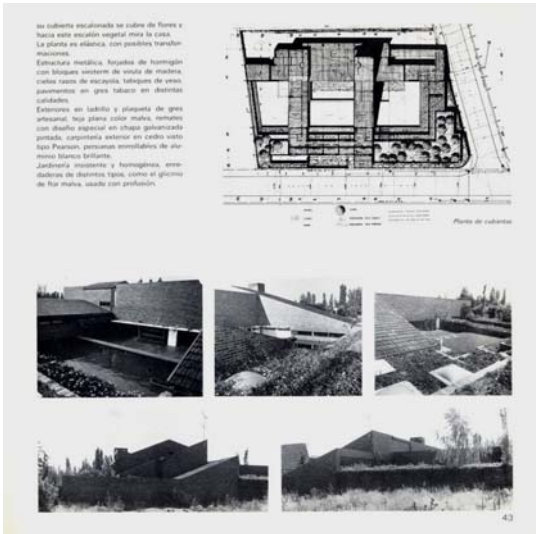 su cubierta escalonada se cubre de flores y
hacia este escalón vegetal mira la casa.
La planta es elástica, con posibles transfor-
maciones.
Estructura metálica, forjados de hormigón
con bloques de viruta de madera,
cielos rasos de escayola, tabiques de yeso,
pavimentos en gres tabaco en distintas
calidades.
Exteriores en ladrillo y plaqueta de gres
artesanal, teja plana color malva, remates
con diseño especial en chapa galvanizada
pintada, carpintería exterior en cedro visto
tipo Pearson, persianas enrollables de alu-
minio blanco brillante.
Jardinería insistente y homogénea, enre-
daderas de distintos tipos, como el glicinio
de flor malva, usado con profusión.
Planta de cubiertas
43